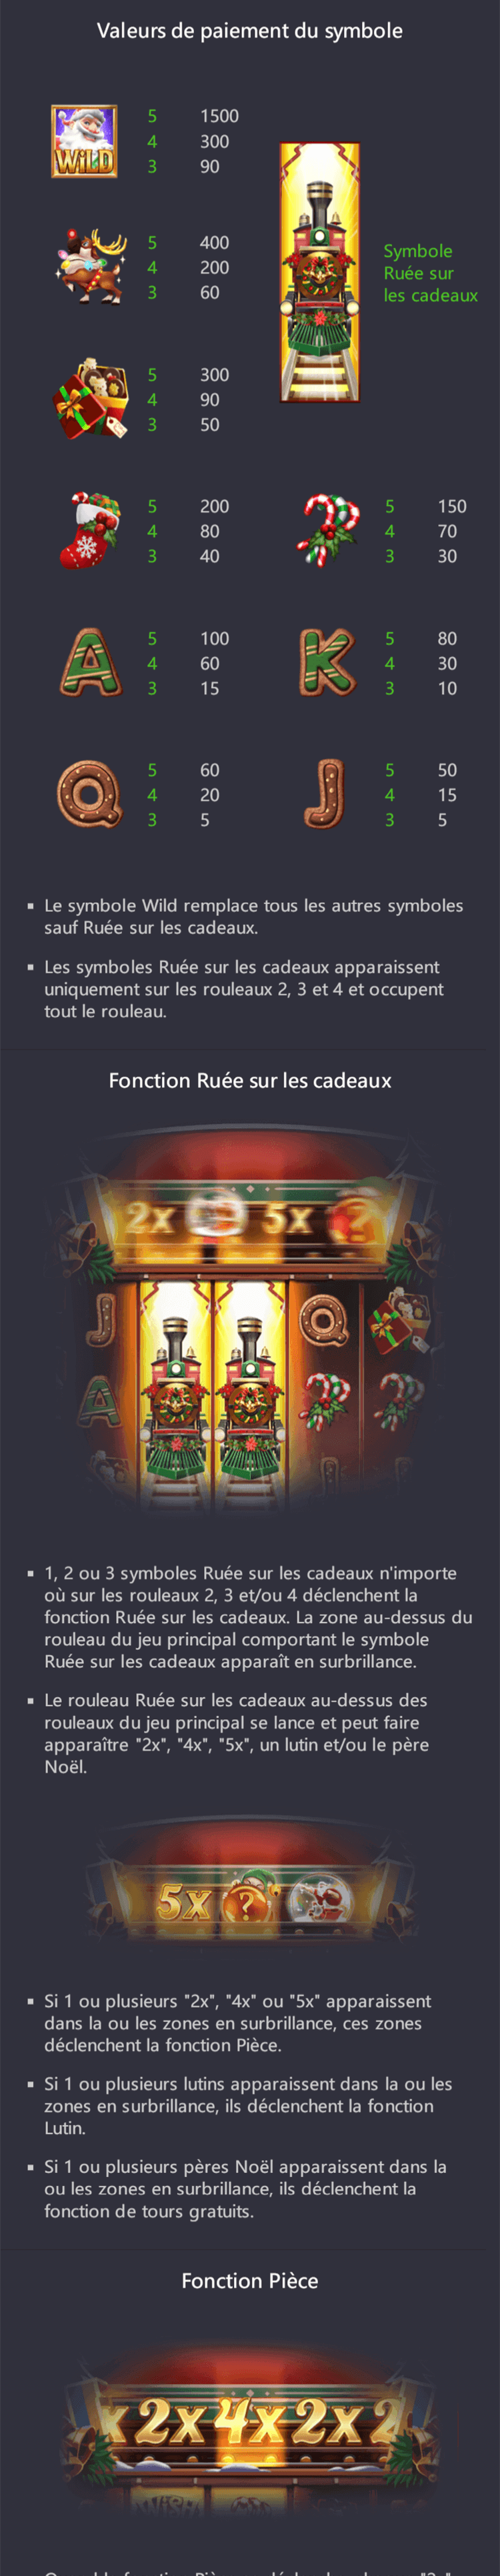 Valeurs de paiement du symbole
WILD
5 1500
4 300
3 90
5 400
4 200
3 60
Symbole
Ruée sur
les cadeaux
5 300
4 90
3 50
5 200
4 80
3 40
5 150
4 70
3 30
A
5 100
4 60
3 15
K
5 80
4 30
3 10
Q
5 60
4 20
3 5
J
5 50
4 15
3 5
▪ Le symbole Wild remplace tous les autres symboles
sauf Ruée sur les cadeaux.
▪ Les symboles Ruée sur les cadeaux apparaissent
uniquement sur les rouleaux 2, 3 et 4 et occupent
tout le rouleau.
Fonction Ruée sur les cadeaux
2x 5x ?
J Q
A
▪ 1, 2 ou 3 symboles Ruée sur les cadeaux n'importe
où sur les rouleaux 2, 3 et/ou 4 déclenchent la
fonction Ruée sur les cadeaux. La zone au-dessus du
rouleau du jeu principal comportant le symbole
Ruée sur les cadeaux apparaît en surbrillance.
▪ Le rouleau Ruée sur les cadeaux au-dessus des
rouleaux du jeu principal se lance et peut faire
apparaître "2x", "4x", "5x", un lutin et/ou le père
Noël.
5x ?
▪ Si 1 ou plusieurs "2x", "4x" ou "5x" apparaissent
dans la ou les zones en surbrillance, ces zones
déclenchent la fonction Pièce.
▪ Si 1 ou plusieurs lutins apparaissent dans la ou les
zones en surbrillance, ils déclenchent la fonction
Lutin.
▪ Si 1 ou plusieurs pères Noël apparaissent dans la
ou les zones en surbrillance, ils déclenchent la
fonction de tours gratuits.
Fonction Pièce
x 2x 4x 2x 2